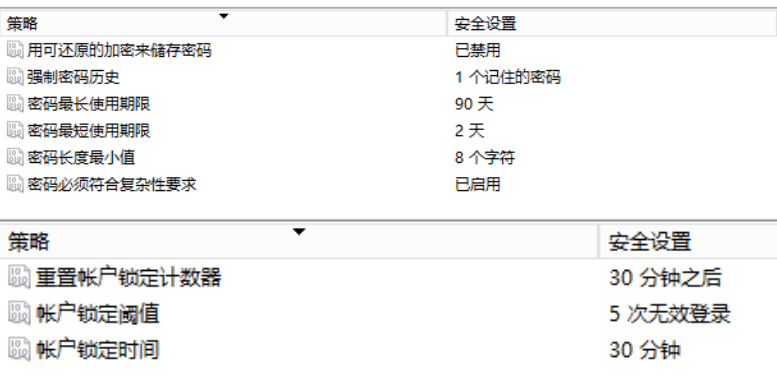 策略 安全设置
用可还原的加密来储存密码 已禁用
强制密码历史 1 个记住的密码
密码最长使用期限 90 天
密码最短使用期限 2 天
密码长度最小值 8 个字符
密码必须符合复杂性要求 已启用
策略 安全设置
重置帐户锁定计数器 30 分钟之后
帐户锁定阈值 5 次无效登录
帐户锁定时间 30 分钟